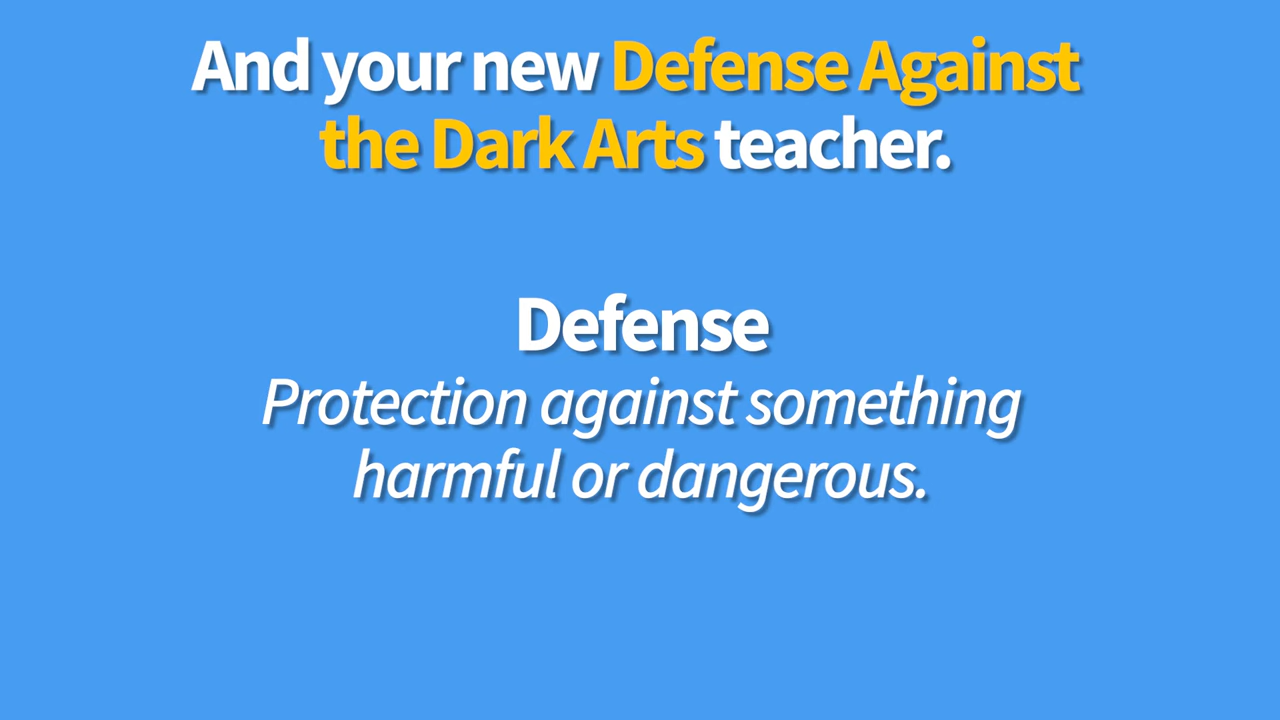 And your new Defense Against
the Dark Arts teacher.
Defense
Protection against something
harmful or dangerous.